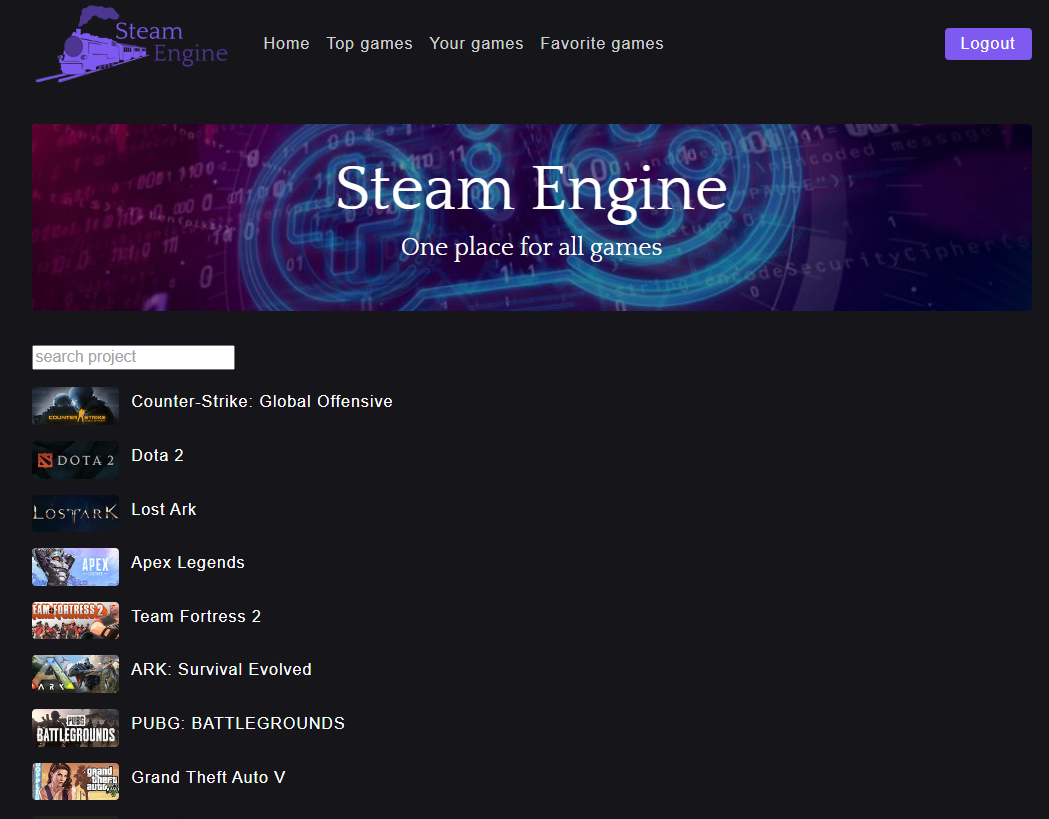 Steam
Engine
Home Top games Your games Favorite games
Logout
Steam Engine
One place for all games
search project
COUNTER STRIKE
Counter-Strike: Global Offensive
DOTA 2
Dota 2
LOST ARK
Lost Ark
APEX
Apex Legends
TEAM FORTRESS 2
Team Fortress 2
ARK
ARK: Survival Evolved
PUBG
BATTLEGROUNDS
PUBG: BATTLEGROUNDS
grand
theft
auto
Grand Theft Auto V